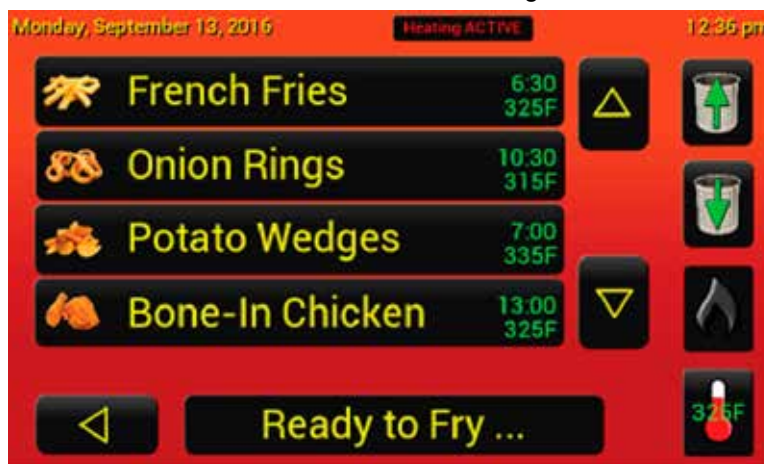 Monday, September 13, 2016 Heating ACTIVE 12:36 pm
French Fries 6:30
325F
Onion Rings 10:30
315F
Potato Wedges 7:00
335F
Bone-In Chicken 13:00
325F
Ready to Fry ...
325F